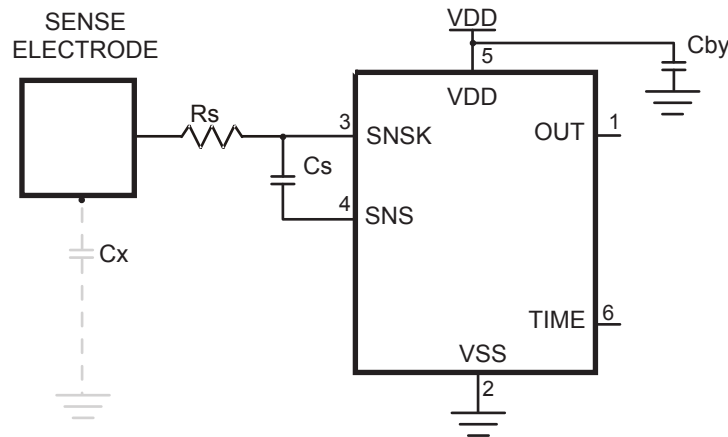 SENSE
ELECTRODE
VDD
Cby
5
VDD
Rs
3
SNSK
OUT
1
Cs
4
SNS
Cx
TIME
6
VSS
2